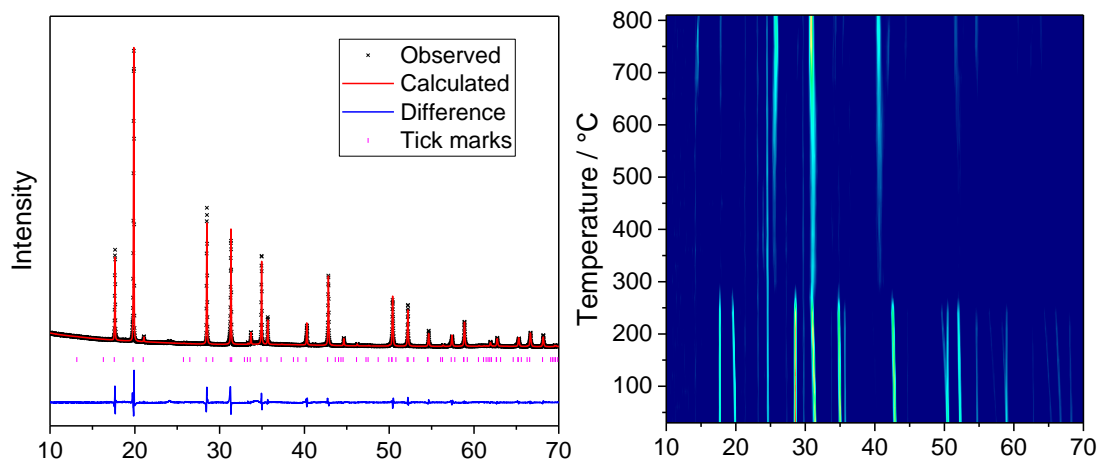 Intensity
Observed
Calculated
Difference
Tick marks
10 20 30 40 50 60 70
Temperature / °C
800
700
600
500
400
300
200
100
10 20 30 40 50 60 70